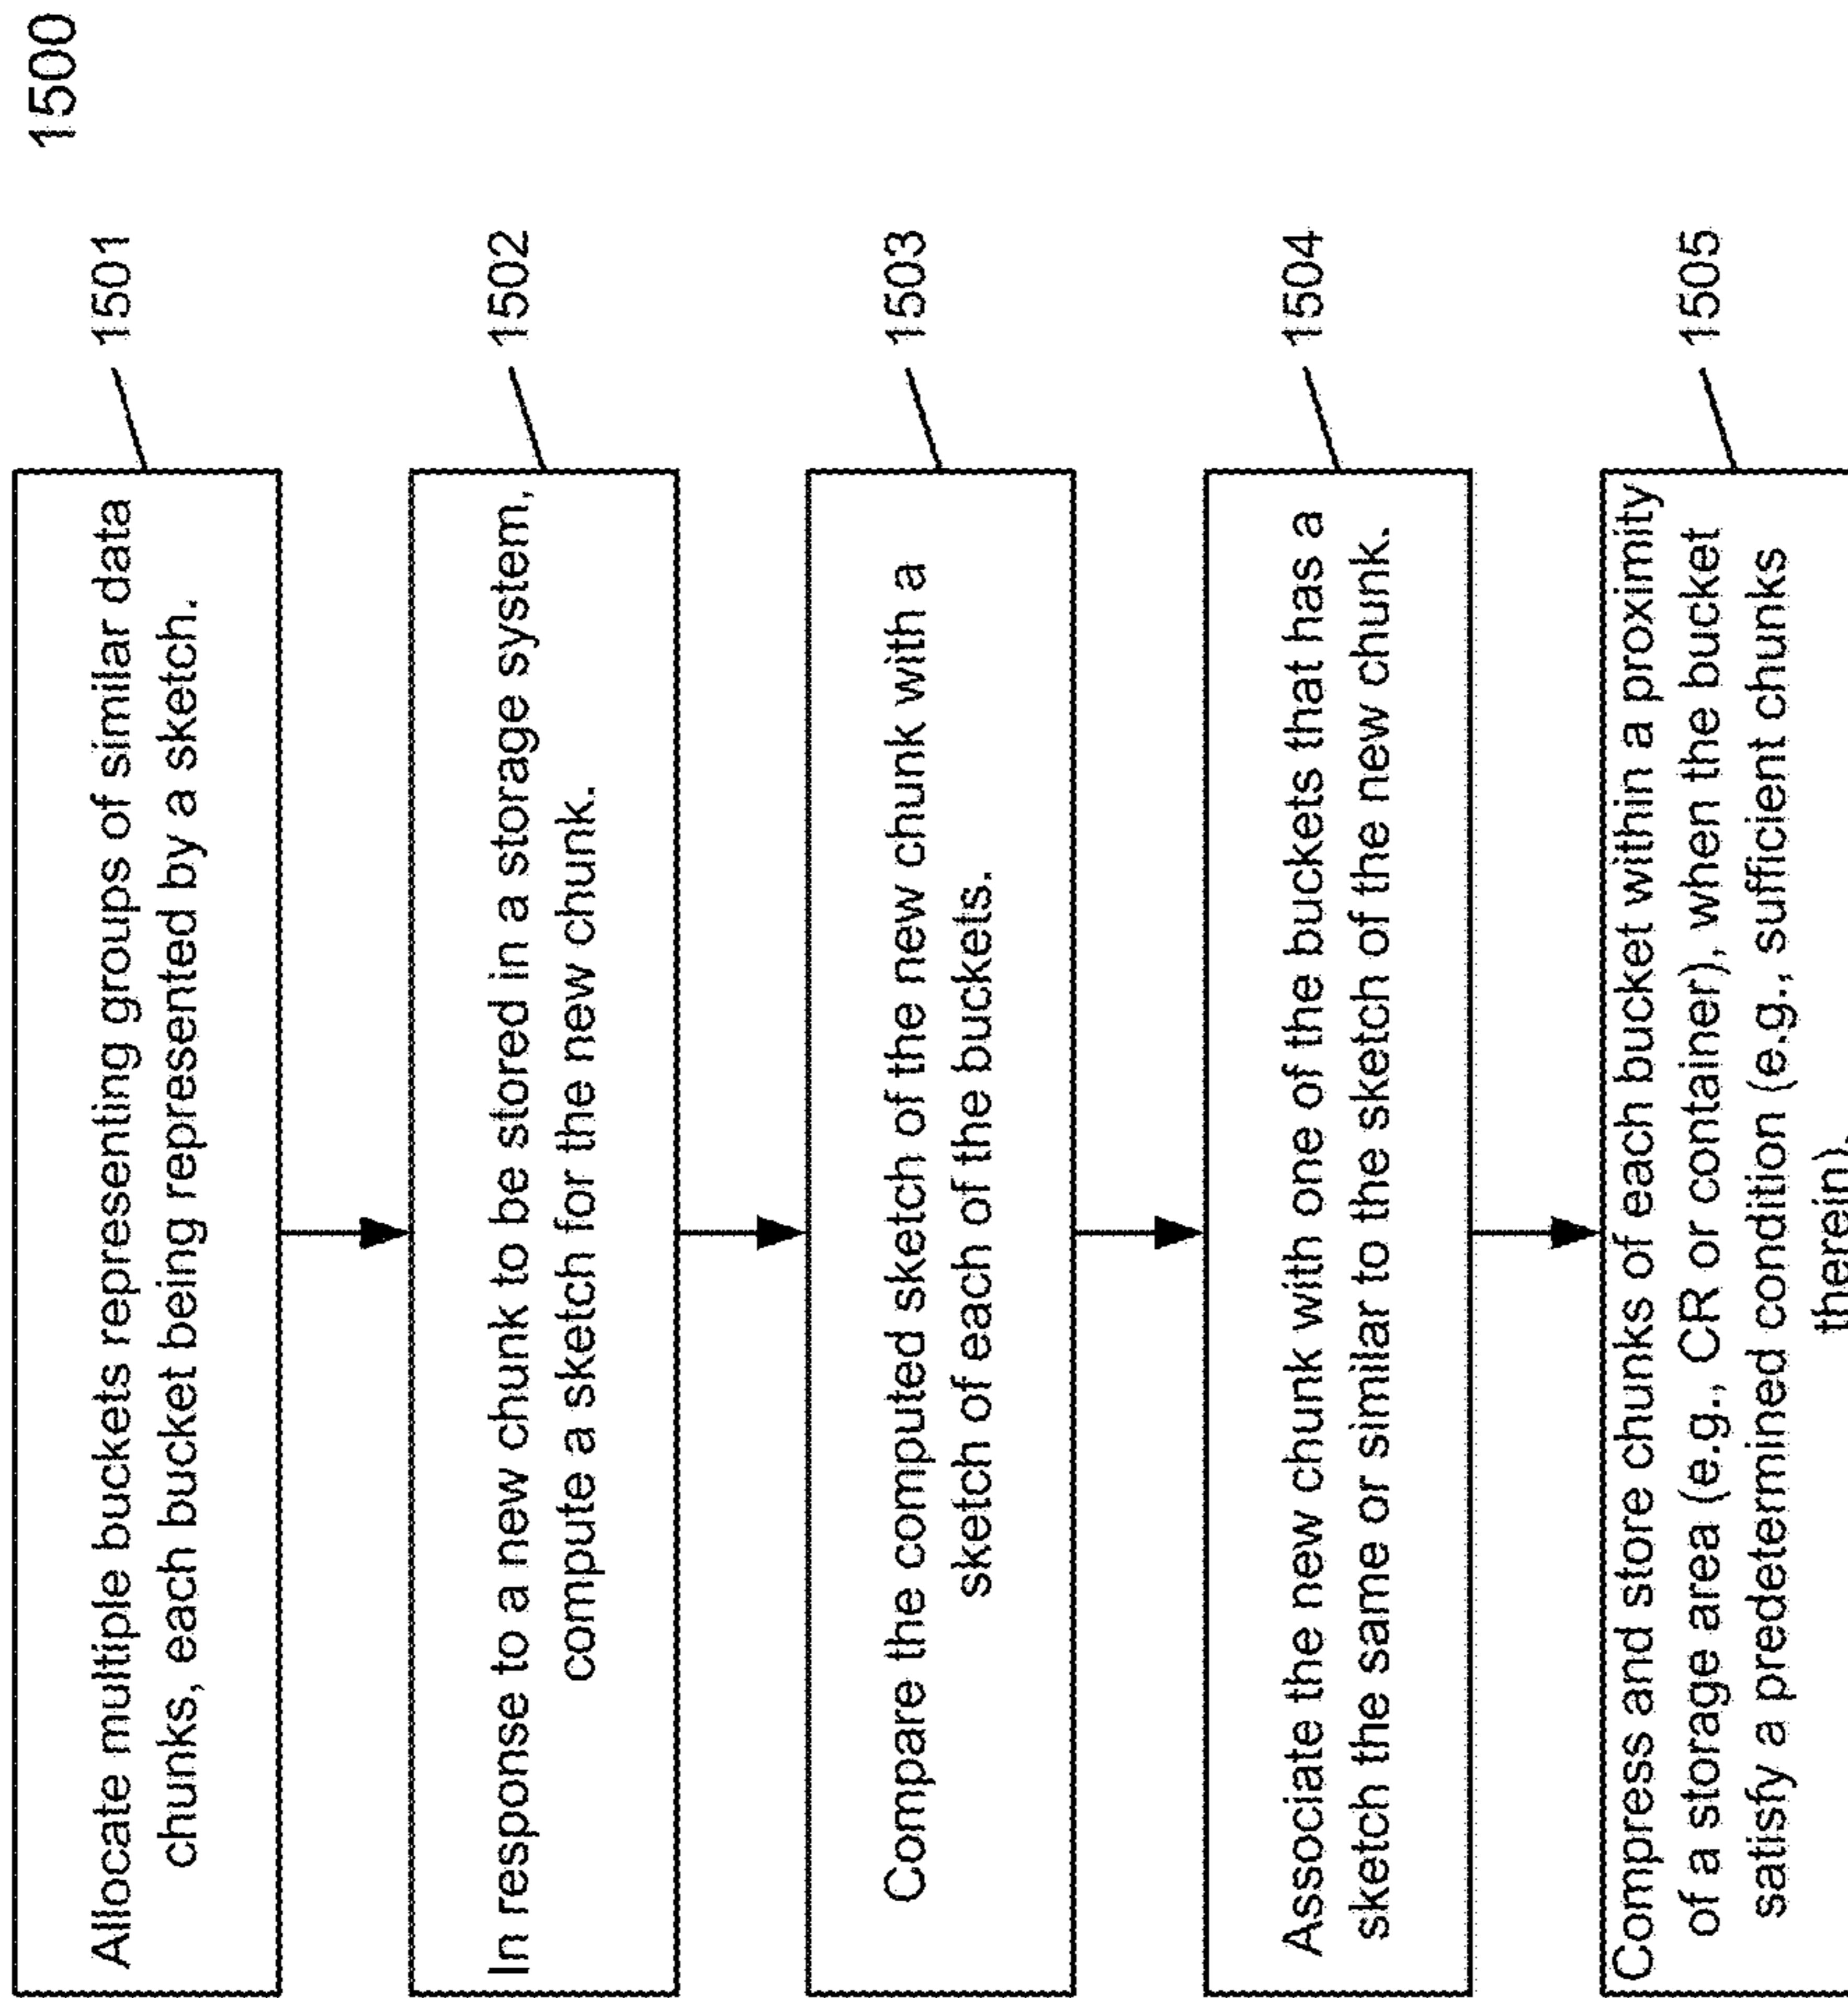 1500
Allocate multiple buckets representing groups of similar data
chunks, each bucket being represented by a sketch.
1501
In response to a new chunk to be stored in a storage system,
compute a sketch for the new chunk.
1502
Compare the computed sketch of the new chunk with a
sketch of each of the buckets.
1503
Associate the new chunk with one of the buckets that has a
sketch the same or similar to the sketch of the new chunk.
1504
Compress and store chunks of each bucket within a proximity
of a storage area (e.g., CR or container), when the bucket
satisfy a predetermined condition (e.g., sufficient chunks
therein).
1505